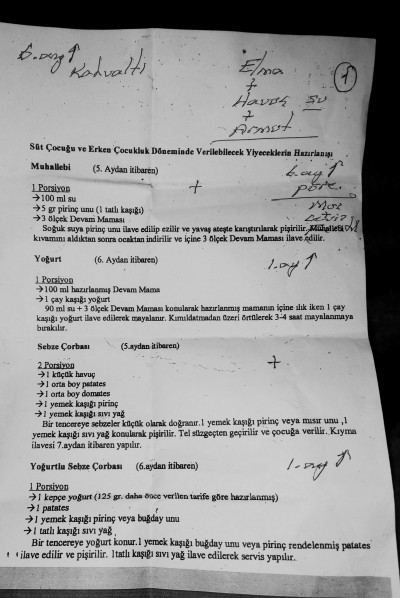 6. ay ↑
Kahvaltı
Elma
+
Havuç su
+
Armut
1
Süt Çocuğu ve Erken Çocukluk Döneminde Verilebilecek Yiyeceklerin Hazırlanışı
Muhallebi (5. Aydan itibaren)
6. ay ↑
püre
+
1 Porsiyon
→100 ml su
→5 gr pirinç unu (1 tatlı kaşığı)
→3 ölçek Devam Maması
Soğuk suya pirinç unu ilave edilip ezilir ve yavaş ateşte karıştırılarak pişirilir. Muhallebi
kıvamını aldıktan sonra ocaktan indirilir ve içine 3 ölçek Devam Maması ilave edilir.
Yoğurt (6. Aydan itibaren)
1 Porsiyon
→100 ml hazırlanmış Devam Mama
→1 çay kaşığı yoğurt
90 ml su + 3 ölçek Devam Maması konularak hazırlanmış mamanın içine ılık iken 1 çay
kaşığı yoğurt ilave edilerek mayalanır. Kımıldatmadan üzeri örtülerek 3-4 saat mayalanmaya
bırakılır.
Sebze Çorbası (5.aydan itibaren)
+
2 Porsiyon
→1 küçük havuç
→1 orta boy patates
→1 orta boy domates
→1 yemek kaşığı pirinç
→1 yemek kaşığı sıvı yağ
Bir tencereye sebzeler küçük olarak doğranır.1 yemek kaşığı pirinç veya mısır unu ,1
yemek kaşığı sıvı yağ konularak pişirilir. Tel süzgeçten geçirilir ve çocuğa verilir. Kıyma
ilavesi 7.aydan itibaren yapılır.
Yoğurtlu Sebze Çorbası (6.aydan itibaren)
1 Porsiyon
→1 kepçe yoğurt (125 gr. daha önce verilen tarife göre hazırlanmış)
→1 patates
→1 yemek kaşığı pirinç veya buğday unu
→1 tatlı kaşığı sıvı yağ
Bir tencereye yoğurt konur.1 yemek kaşığı buğday unu veya pirinç rendelenmiş patates
ilave edilir ve pişirilir. 1tatlı kaşığı sıvı yağ ilave edilerek servis yapılır.